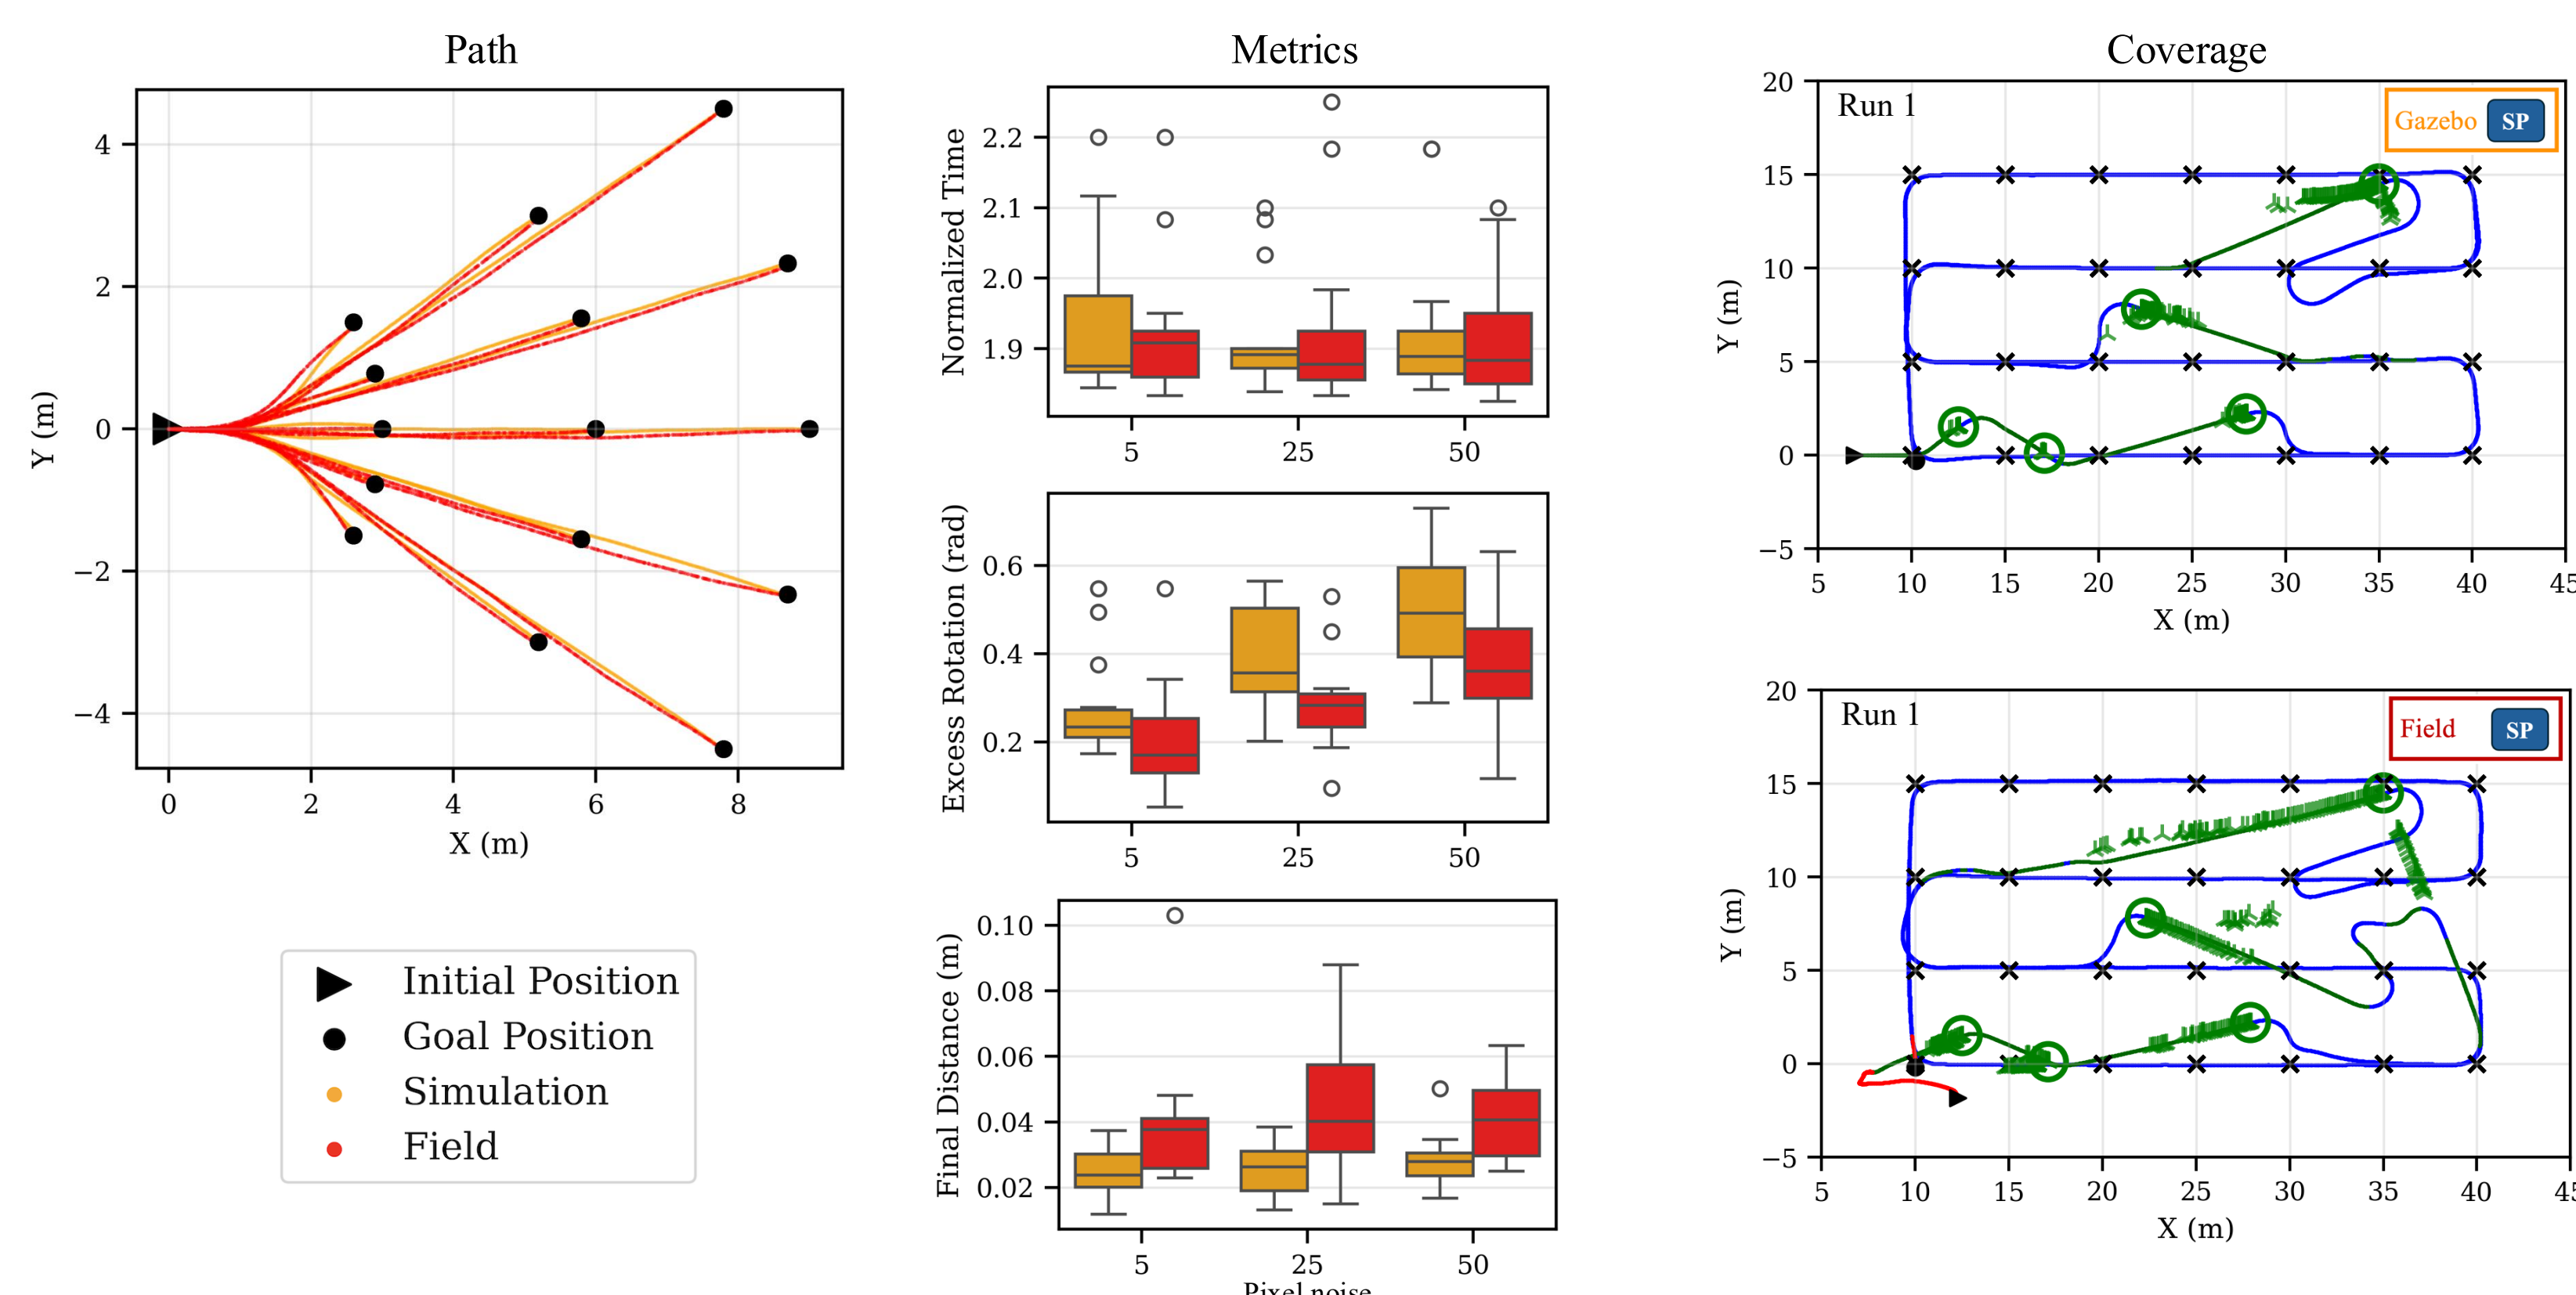 Path
4
2
0
−2
−4
Y (m)
0 2 4 6 8
X (m)
Initial Position
Goal Position
Simulation
Field
Metrics
Normalized Time
2.2
2.1
2.0
1.9
5 25 50
Excess Rotation (rad)
0.6
0.4
0.2
5 25 50
Final Distance (m)
0.10
0.08
0.06
0.04
0.02
5 25 50
Pixel noise
Coverage
Run 1
Gazebo SP
20
15
10
5
0
−5
Y (m)
5 10 15 20 25 30 35 40 45
X (m)
Run 1
Field SP
20
15
10
5
0
−5
Y (m)
5 10 15 20 25 30 35 40 45
X (m)